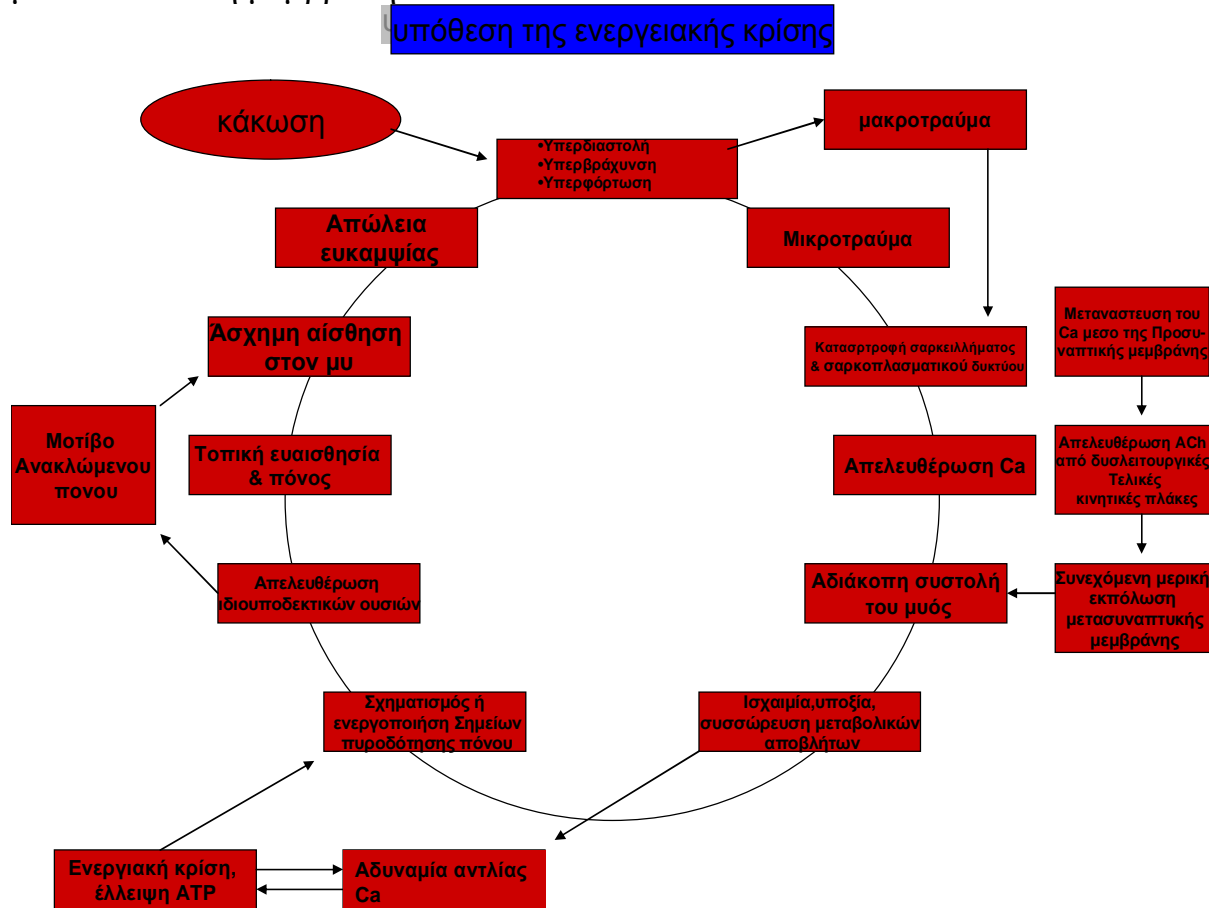 υπόθεση της ενεργειακής κρίσης
κάκωση
•Υπερδιαστολή
•Υπερβράχυνση
•Υπερφόρτωση
μακροτραύμα
Απώλεια
ευκαμψίας
Μικροτραύμα
Άσχημη αίσθηση
στον μυ
Κατασρτροφή σαρκειλλήματος
& σαρκοπλασματικού δυκτύου
Μεταναστευση του
Ca μεσο της Προσυ-
ναπτικής μεμβράνης
Μοτίβο
Ανακλώμενου
πονου
Τοπική ευαισθησία
& πόνος
Απελευθέρωση Ca
Απελευθέρωση ACh
από δυσλειτουργικές
Τελικές
κινητικές πλάκες
Απελευθέρωση
ιδιουποδεκτικών ουσιών
Αδιάκοπη συστολή
του μυός
Συνεχόμενη μερική
εκπόλωση
μετασυναπτυκής
μεμβράνης
Σχηματισμός ή
ενεργοποιήση Σημείων
πυροδότησης πόνου
Ισχαιμία,υποξία,
συσσώρευση μεταβολικών
αποβλήτων
Ενεργιακή κρίση,
έλλειψη ATP
Αδυναμία αντλίας
Ca